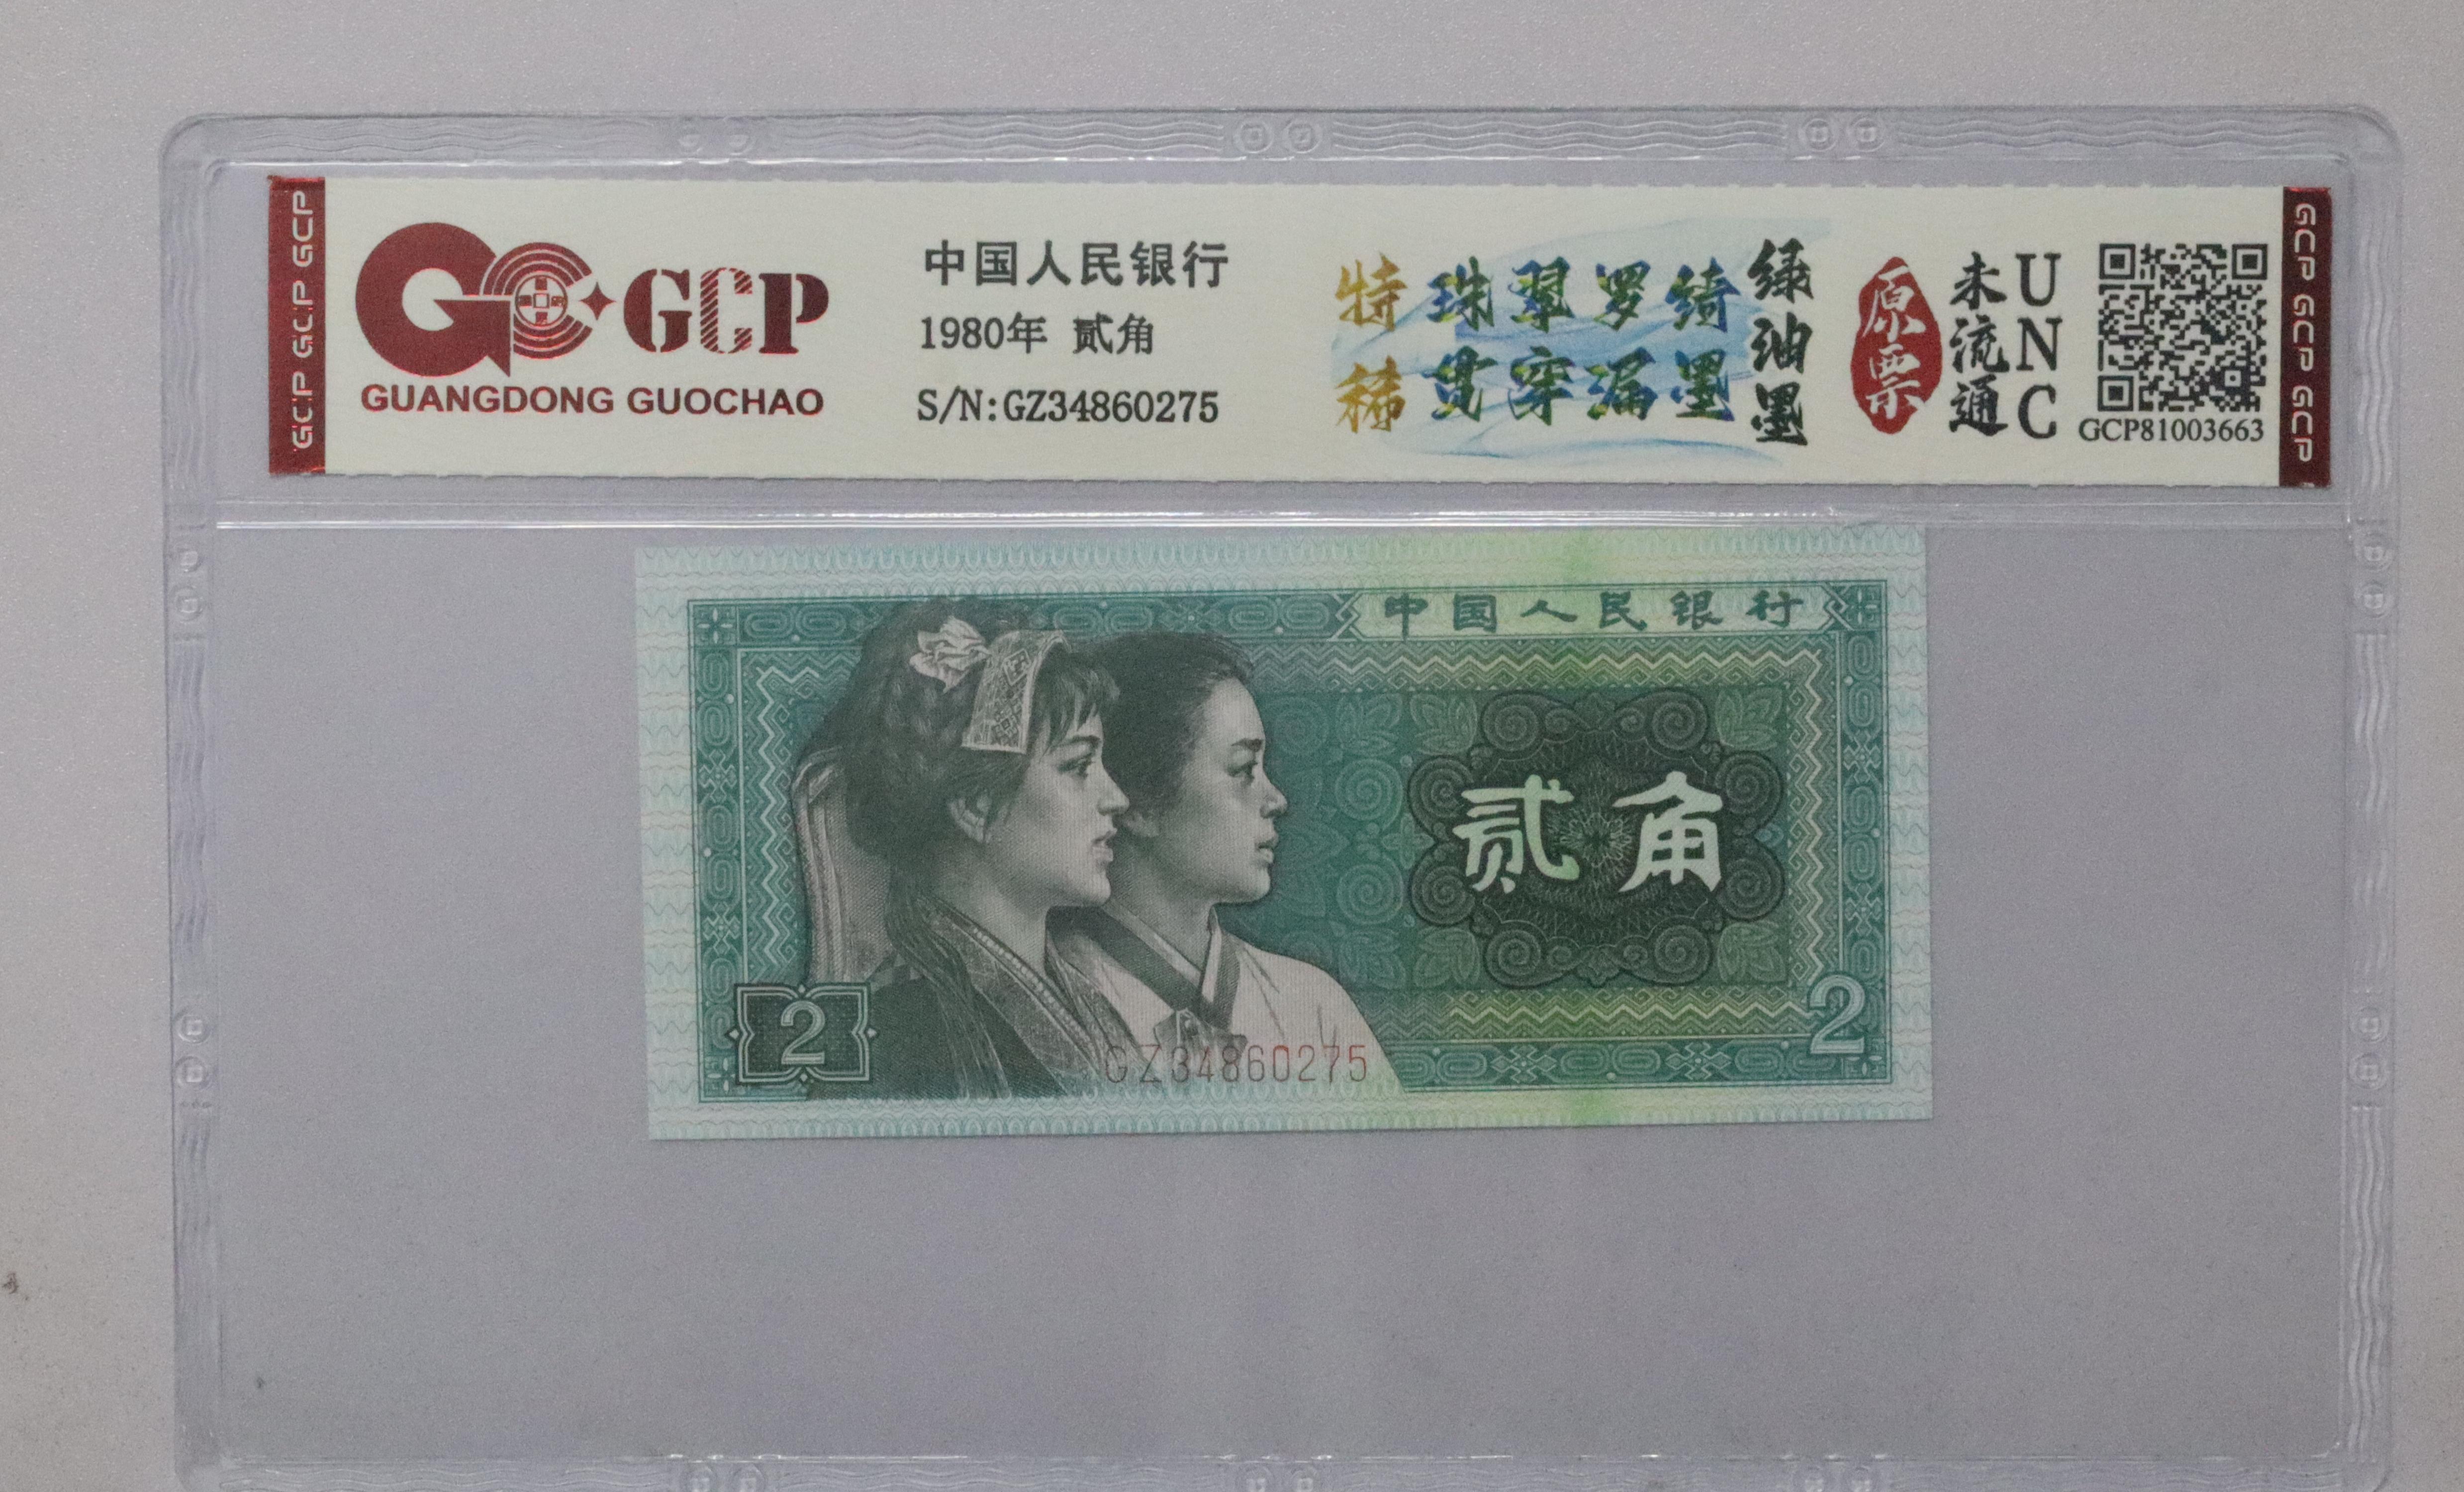 GCP GCP GCP
GCP
GUANGDONG GUOCHAO
中国人民银行
1980年 贰角
S/N:GZ34860275
特稀
珠翠罗绮
贯穿漏墨
绿油墨
原票
未流通
UNC
GCP81003663
GCP GCP GCP
中国人民银行
贰角
2
2
GZ34860275